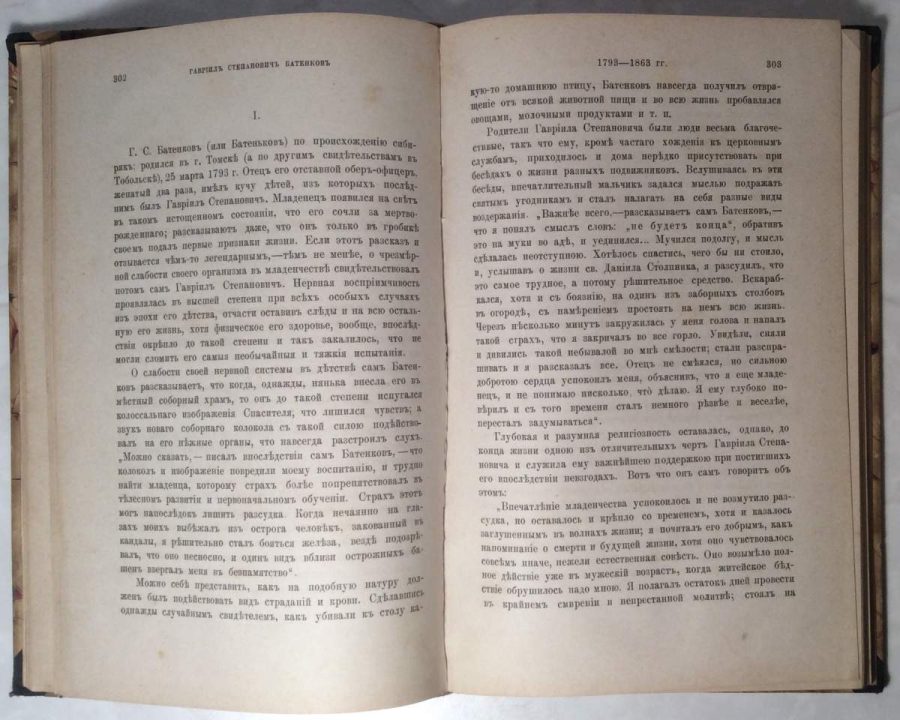 302
ГАВРІИЛЪ СТЕПАНОВИЧЪ БАТЕНКОВЪ
I.
Г. С. Батенковъ (или Батеньковъ) по происхожденію сиби-
рякъ: родился въ г. Томскѣ (а по другимъ свидѣтельствамъ въ
Тобольскѣ), 25 марта 1793 г. Отецъ его отставной оберъ-офицеръ,
женатый два раза, имѣлъ кучу дѣтей, изъ которыхъ послѣд-
нимъ былъ Гавріилъ Степановичъ. Младенецъ появился на свѣтъ
въ такомъ истощенномъ состояніи, что его сочли за мертво-
рожденнаго; разсказываютъ даже, что онъ только въ гробикѣ
своемъ подалъ первые признаки жизни. Если этотъ разсказъ и
отзывается чѣмъ-то легендарнымъ,—тѣмъ не менѣе, о чрезмѣр-
ной слабости своего организма въ младенчествѣ свидѣтельствовалъ
потомъ самъ Гавріилъ Степановичъ. Нервная воспріимчивость
проявлялась въ высшей степени при всѣхъ особыхъ случаяхъ
изъ эпохи его дѣтства, отчасти оставивъ слѣды и на всю осталь-
ную его жизнь, хотя физическое его здоровье, вообще, впослѣд-
ствіи окрѣпло до такой степени и такъ закалилось, что не
могли сломить его самыя необычайныя и тяжкія испытанія.
О слабости своей нервной системы въ дѣтствѣ самъ Батен-
ковъ разсказываетъ, что когда, однажды, нянька внесла его въ
мѣстный соборный храмъ, то онъ до такой степени испугался
колоссальнаго изображенія Спасителя, что лишился чувствъ; а
звукъ новаго соборнаго колокола съ такой силою подѣйство-
валъ на его нѣжные органы, что навсегда разстроилъ слухъ.
„Можно сказать,—писалъ впослѣдствіи самъ Батенковъ,—что
колоколъ и изображеніе повредили моему воспитанію, и трудно
найти младенца, которому страхъ болѣе попрепятствовалъ въ
тѣлесномъ развитіи и первоначальномъ обученіи. Страхъ этотъ
могъ напослѣдокъ лишить разсудка. Когда нечаянно на гла-
захъ моихъ выбѣжалъ изъ острога человѣкъ, закованный въ
кандалы, я рѣшительно сталъ бояться желѣза, вездѣ подозрѣ-
валъ, что оно несносно, и одинъ видъ вблизи острожныхъ ба-
шенъ ввергалъ меня въ безпамятство“.
Можно себѣ представить, какъ на подобную натуру дол-
женъ былъ подѣйствовать видъ страданій и крови. Сдѣлавшись
однажды случайнымъ свидѣтелемъ, какъ убивали къ столу ка-
1793—1863 гг.
303
кую-то домашнюю птицу, Батенковъ навсегда получилъ отвра-
щеніе отъ всякой животной пищи и во всю жизнь пробавлялся
овощами, молочными продуктами и т. п.
Родители Гавріила Степановича были люди весьма благоче-
стивые, такъ что ему, кромѣ частаго хожденія къ церковнымъ
службамъ, приходилось и дома нерѣдко присутствовать при
бесѣдахъ о жизни разныхъ подвижниковъ. Вслушиваясь въ эти
бесѣды, впечатлительный мальчикъ задался мыслью подражать
святымъ угодникамъ и сталъ налагать на себя разные виды
воздержанія. „Важнѣе всего,—разсказываетъ самъ Батенковъ,—
что я понялъ смыслъ словъ: „не будетъ конца“, обративъ
это на муки во адѣ, и уединился... Мучился подолгу, и мысль
сдѣлалась неотступною. Хотѣлось спастись, чего бы ни стоило,
и, услышавъ о жизни св. Даніила Столпника, я разсудилъ, что
это самое трудное, а потому рѣшительное средство. Вскараб-
кался, хотя и съ боязнію, на одинъ изъ заборныхъ столбовъ
въ огородѣ, съ намѣреніемъ простоять на немъ всю жизнь.
Черезъ нѣсколько минутъ закружилась у меня голова и напалъ
такой страхъ, что я закричалъ во все горло. Увидѣли, сняли
и дивились такой небывалой во мнѣ смѣлости; стали разспра-
шивать и я разсказалъ все. Отецъ не смѣялся, но сильною
добротою сердца успокоилъ меня, объяснивъ, что я еще младе-
нецъ, и не понимаю нисколько, что дѣлаю. Я ему глубоко по-
вѣрилъ и съ того времени сталъ немного рѣзвѣе и веселѣе,
пересталъ задумываться“.
Глубокая и разумная религіозность оставалась, однако, до
конца жизни одною изъ отличительныхъ чертъ Гавріила Степа-
новича и служила ему важнѣйшею поддержкою при постигшихъ
его впослѣдствіи невзгодахъ. Вотъ что онъ самъ говоритъ объ
этомъ:
„Впечатлѣніе младенчества успокоилось и не возмутило раз-
судка, но оставалось и крѣпло со временемъ, хотя и казалось
заглушеннымъ въ волнахъ жизни; я почиталъ его добрымъ, какъ
напоминаніе о смерти и будущей жизни, хотя оно чувствовалось
совсѣмъ иначе, нежели естественная совѣсть. Оно возымѣло пол-
ное дѣйствіе уже въ мужескій возрастъ, когда житейское бѣд-
ствіе обрушилось надо мною. Я полагалъ остатокъ дней провести
въ крайнемъ смиреніи и непрестанной молитвѣ; стоялъ на